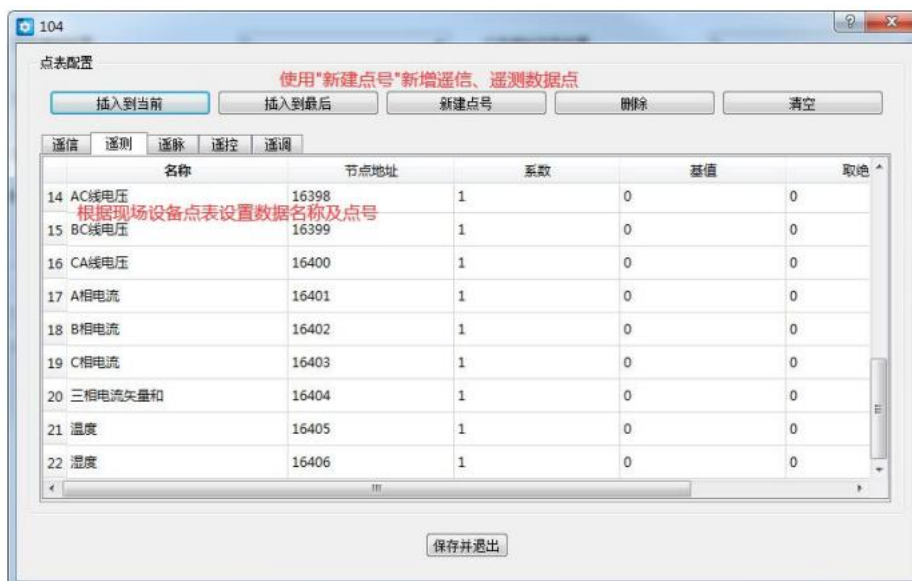 104
点表配置
使用"新建点号"新增遥信、遥测数据点
插入到当前 插入到最后 新建点号 删除 清空
遥信 遥测 遥脉 遥控 遥调
名称 节点地址 系数 基值 取绝
14 AC线电压 16398 1 0 0
根据现场设备点表设置数据名称及点号
15 BC线电压 16399 1 0 0
16 CA线电压 16400 1 0 0
17 A相电流 16401 1 0 0
18 B相电流 16402 1 0 0
19 C相电流 16403 1 0 0
20 三相电流矢量和 16404 1 0 0
21 温度 16405 1 0 0
22 湿度 16406 1 0 0
保存并退出